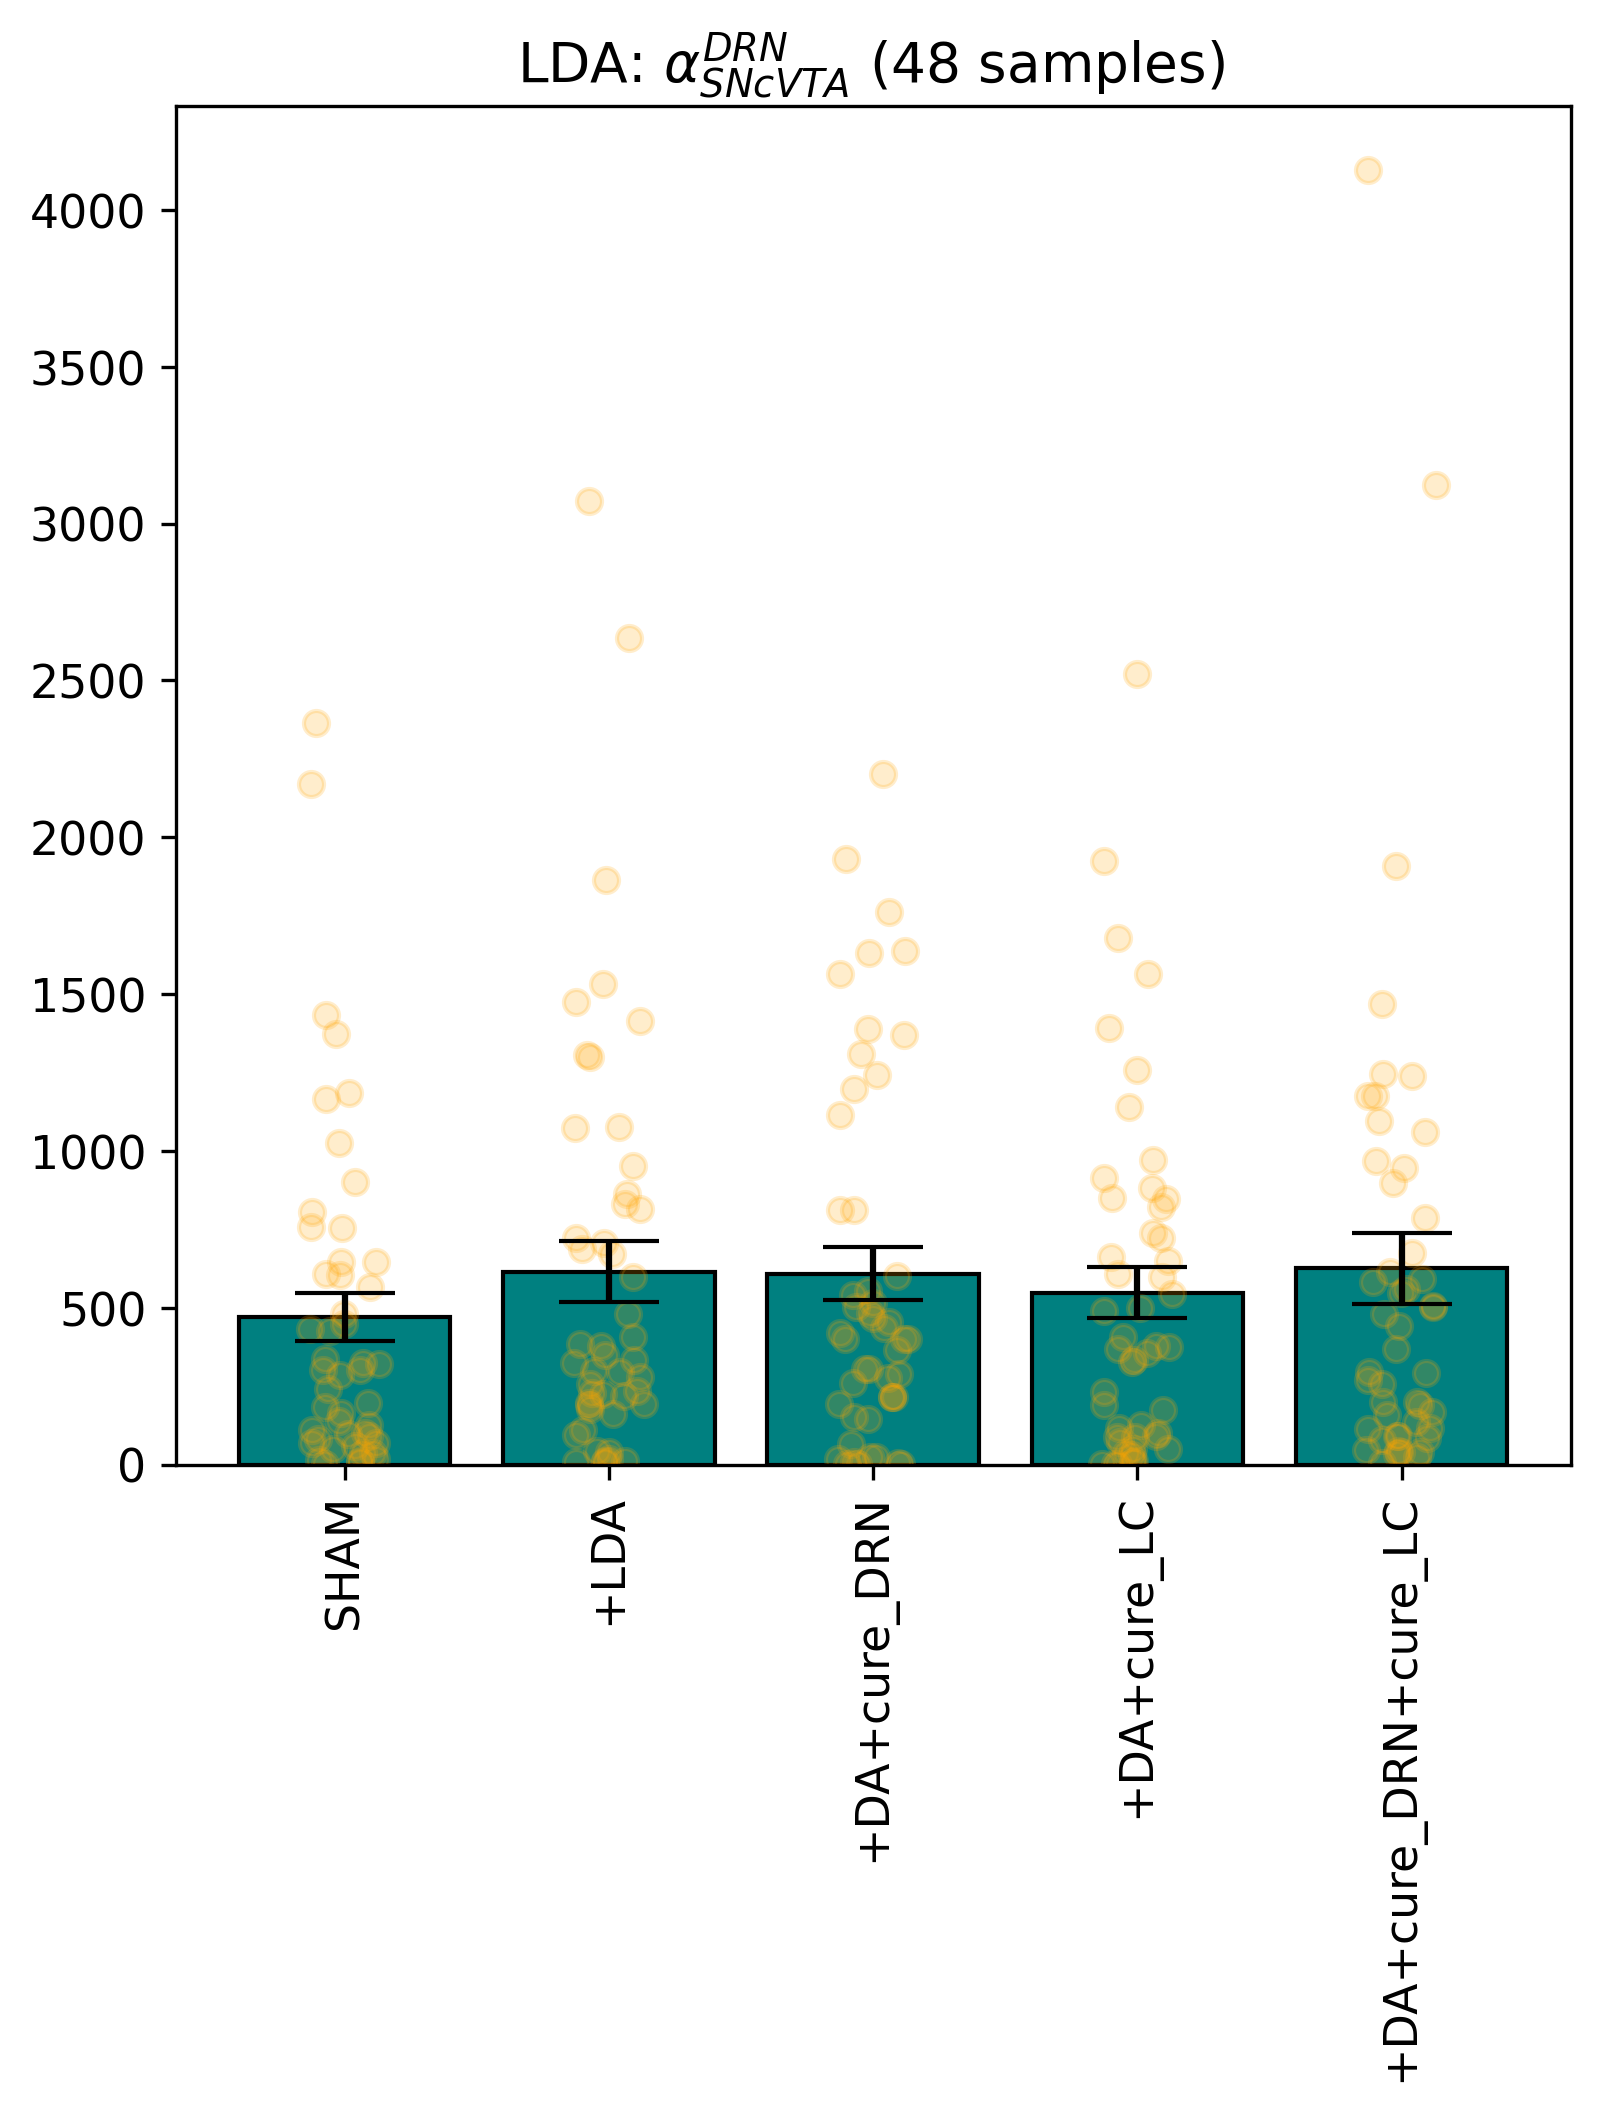 LDA: α^{DRN}_{SNcVTA} (48 samples)
4000
3500
3000
2500
2000
1500
1000
500
0
SHAM
+LDA
+DA+cure_DRN
+DA+cure_LC
+DA+cure_DRN+cure_LC